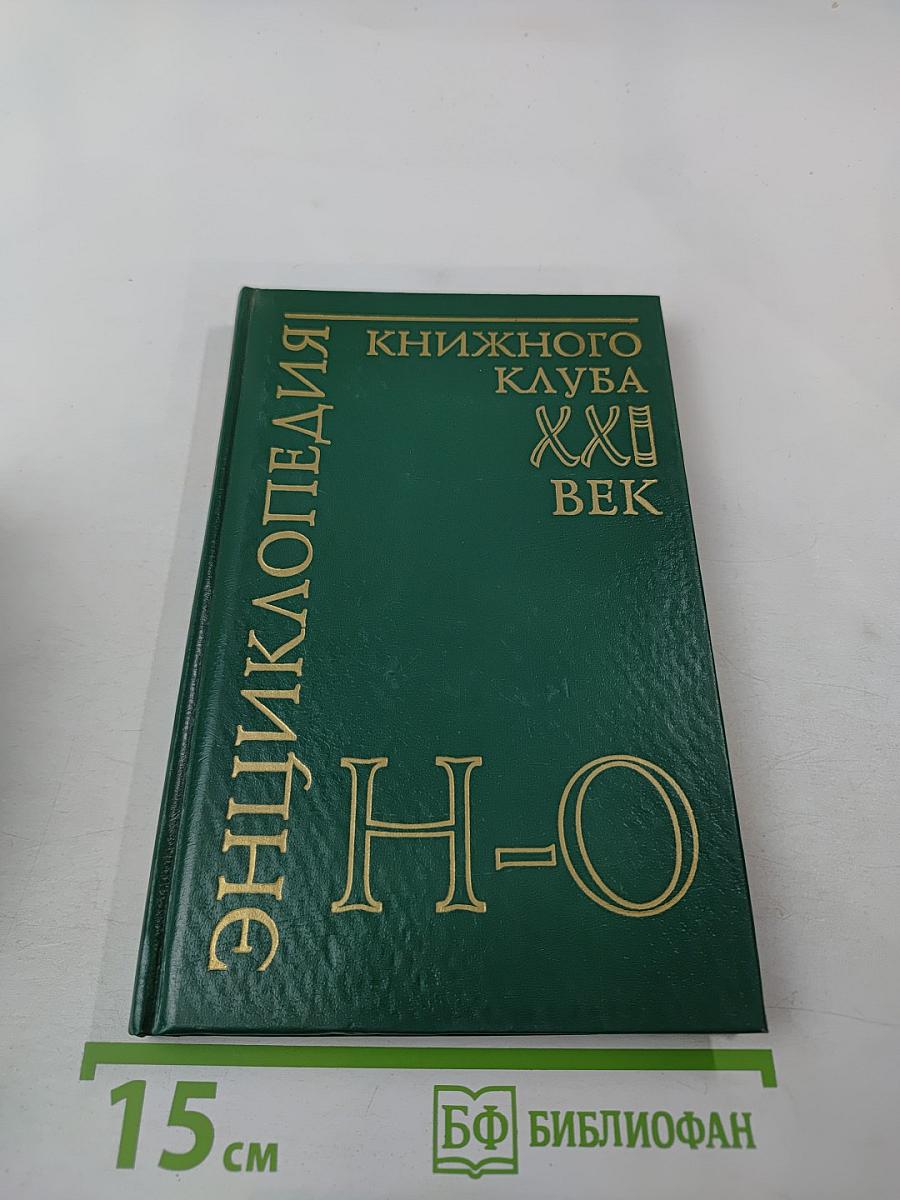 ЭНЦИКЛОПЕДИЯ
КНИЖНОГО
КЛУБА
XXI
ВЕК
Н-О
15 см
БФ БИБЛИОФАН